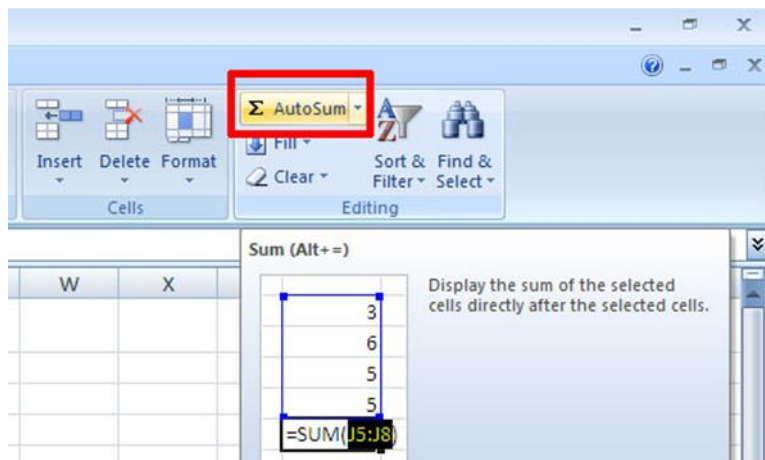 Σ AutoSum
Fill
Clear
Insert Delete Format
Sort & Filter
Find & Select
Cells
Editing
Sum (Alt+=)
W X
Display the sum of the selected
cells directly after the selected cells.
3
6
5
5
=SUM(J5:J8)